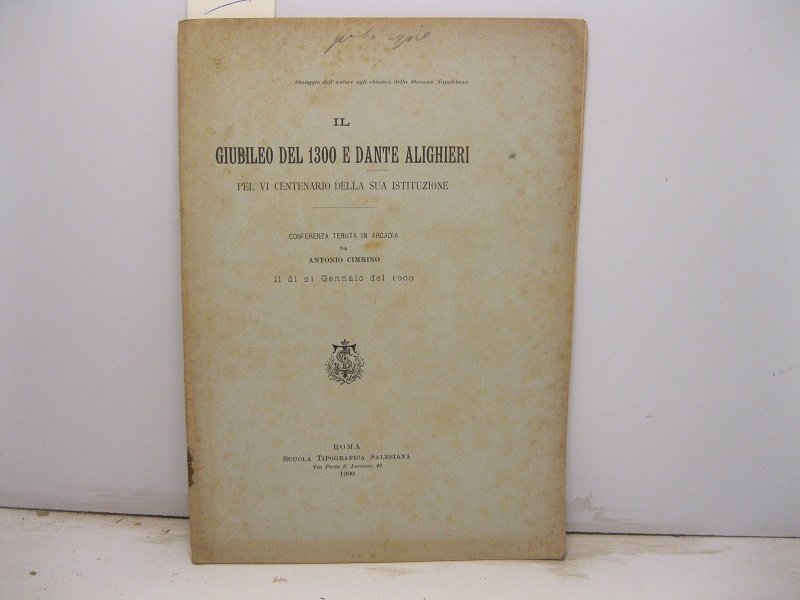 Omaggio dell'autore agli oblatori della Strenna Napoletana
IL
GIUBILEO DEL 1300 E DANTE ALIGHIERI
PEL VI CENTENARIO DELLA SUA ISTITUZIONE
CONFERENZA TENUTA IN ARCADIA
DA
ANTONIO CIMMINO
il dì 21 Gennaio del 1900
ROMA
SCUOLA TIPOGRAFICA SALESIANA
Via Porta S. Lorenzo, 42
1900